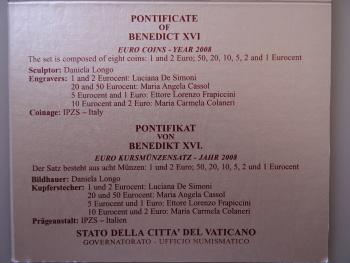 PONTIFICATE
OF
BENEDICT XVI
EURO COINS - YEAR 2008
The set is composed of eight coins: 1 und 2 Euro; 50, 20, 10, 5, 2 and 1 Eurocent
Sculptor: Daniela Longo
Engravers: 1 and 2 Eurocent: Luciana De Simoni
20 and 50 Eurocent: Maria Angela Cassol
5 Eurocent and 1 Euro: Ettore Lorenzo Frapiccini
10 Eurocent and 2 Euro: Maria Carmela Colaneri
Coinage: IPZS – Italy
PONTIFIKAT
VON
BENEDIKT XVI.
EURO KURSMÜNZENSATZ - JAHR 2008
Der Satz besteht aus acht Münzen: 1 und 2 Euro; 50, 20, 10, 5, 2 und 1 Eurocent
Bildhauer: Daniela Longo
Kupferstecher: 1 und 2 Eurocent: Luciana De Simoni
20 und 50 Eurocent: Maria Angela Cassol
5 Eurocent und 1 Euro: Ettore Lorenzo Frapiccini
10 Eurocent und 2 Euro: Maria Carmela Colaneri
Prägeanstalt: IPZS – Italien
STATO DELLA CITTA' DEL VATICANO
GOVERNATORATO - UFFICIO NUMISMATICO